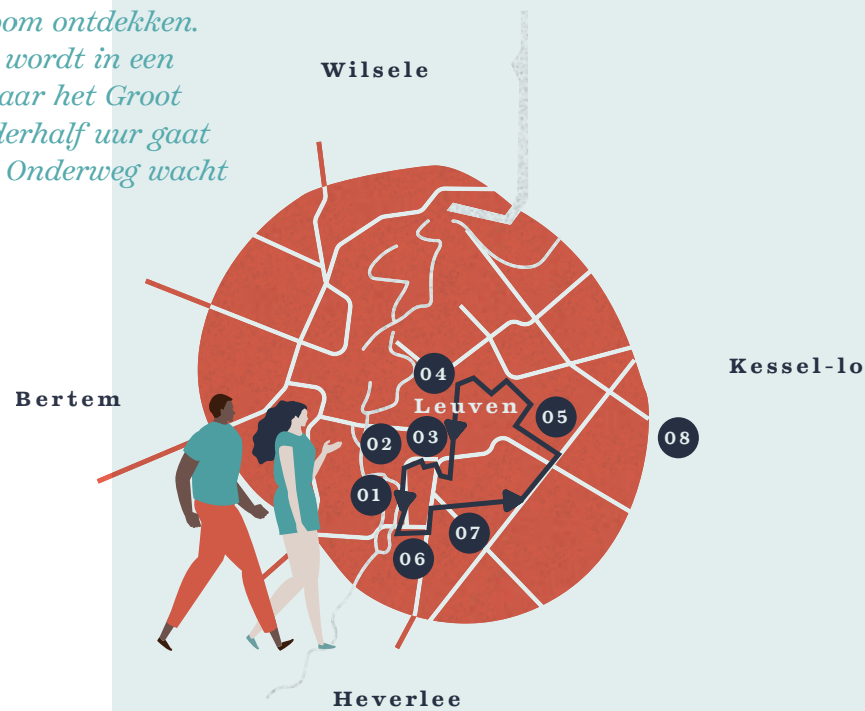 oom ontdekken.
wordt in een
aar het Groot
derhalf uur gaat
Onderweg wacht
Wilsele
Kessel-lo
Bertem
04
Leuven
05
03
02
08
01
07
06
Heverlee